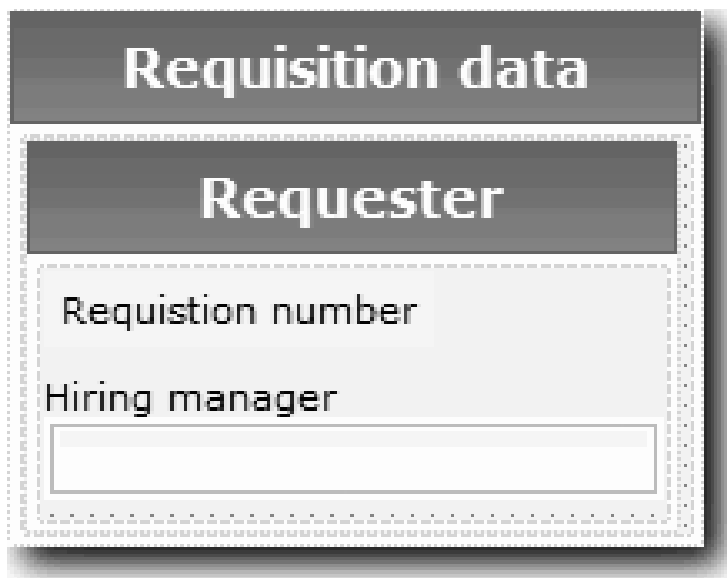 Requisition data
Requester
Requistion number
Hiring manager